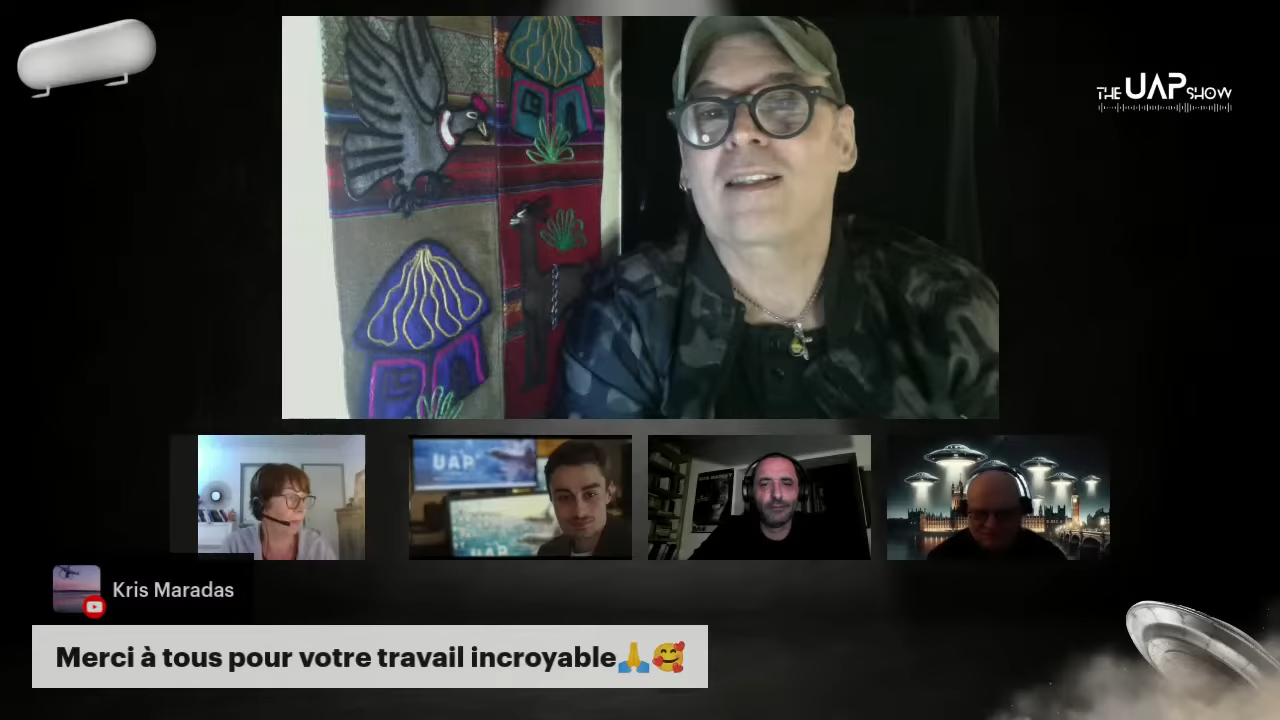 THE UAP SHOW
UAP
UAP
Kris Maradas
Merci à tous pour votre travail incroyable🙏🥰